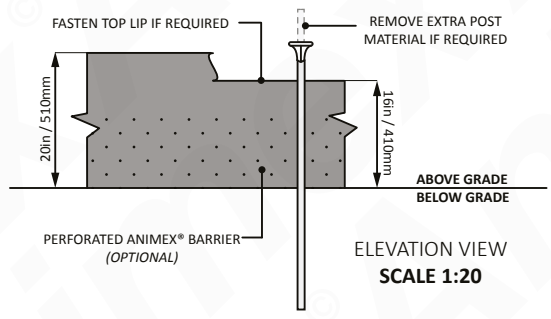 FASTEN TOP LIP IF REQUIRED
REMOVE EXTRA POST
MATERIAL IF REQUIRED
20in / 510mm
16in / 410mm
ABOVE GRADE
BELOW GRADE
PERFORATED ANIMEX® BARRIER
(OPTIONAL)
ELEVATION VIEW
SCALE 1:20